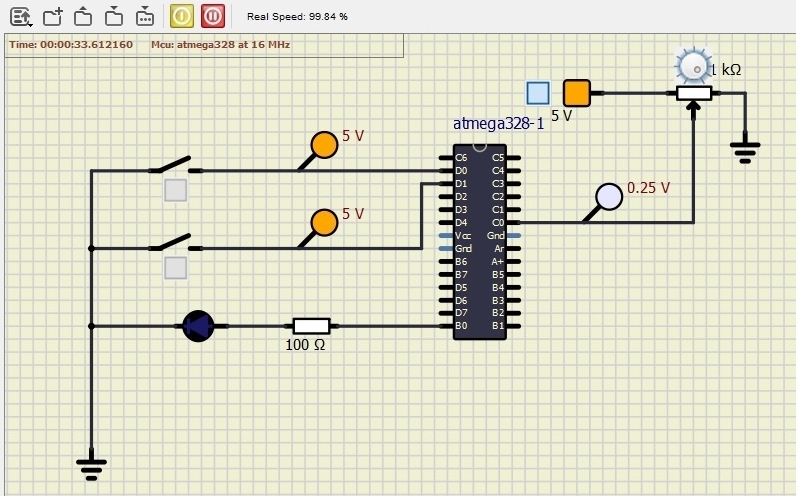 Real Speed: 99.84 %
Time: 00:00:33.612160 Mcu: atmega328 at 16 MHz
1 kΩ
5 V
atmega328-1
5 V
C6 C5
D0 C4
D1 C3
D2 C2
D3 C1
D4 C0
Vcc Gnd
Gnd Ar
B6 A+
B7 B5
D5 B4
D6 B3
D7 B2
B0 B1
0.25 V
5 V
100 Ω